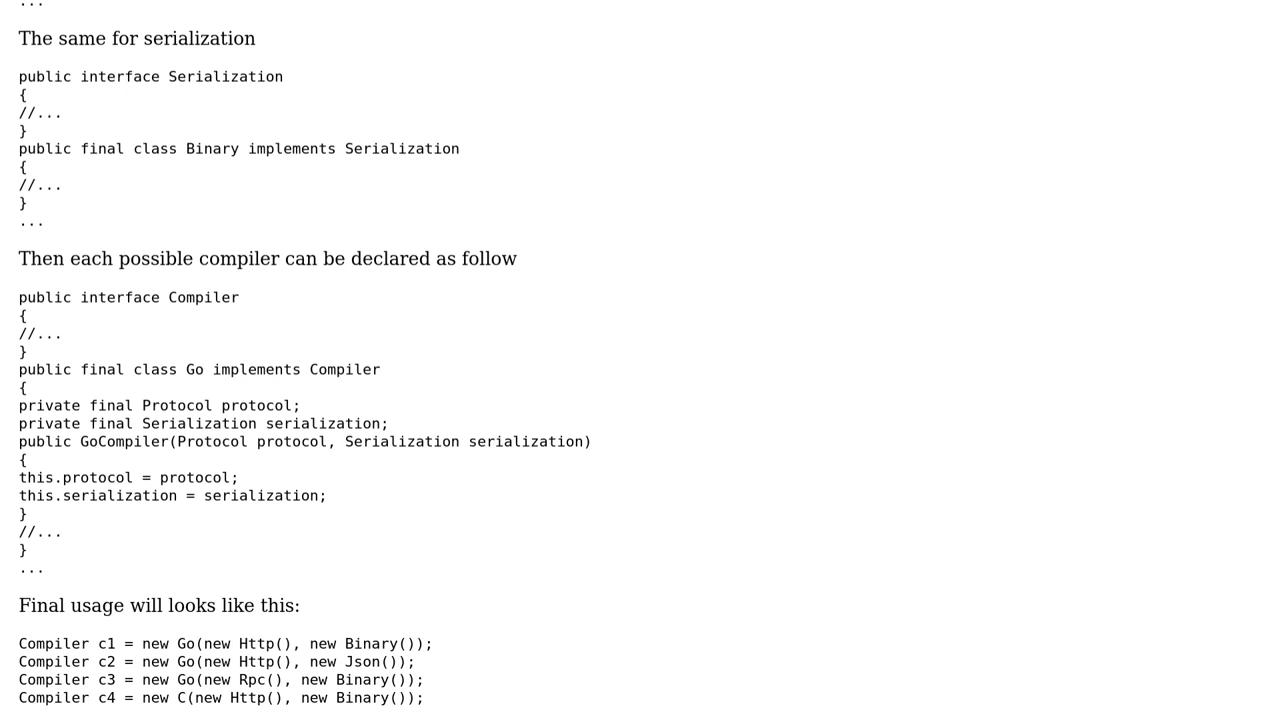 ...
The same for serialization
public interface Serialization
{
//...
}
public final class Binary implements Serialization
{
//...
}
...
Then each possible compiler can be declared as follow
public interface Compiler
{
//...
}
public final class Go implements Compiler
{
private final Protocol protocol;
private final Serialization serialization;
public GoCompiler(Protocol protocol, Serialization serialization)
{
this.protocol = protocol;
this.serialization = serialization;
}
//...
}
...
Final usage will looks like this:
Compiler c1 = new Go(new Http(), new Binary());
Compiler c2 = new Go(new Http(), new Json());
Compiler c3 = new Go(new Rpc(), new Binary());
Compiler c4 = new C(new Http(), new Binary());